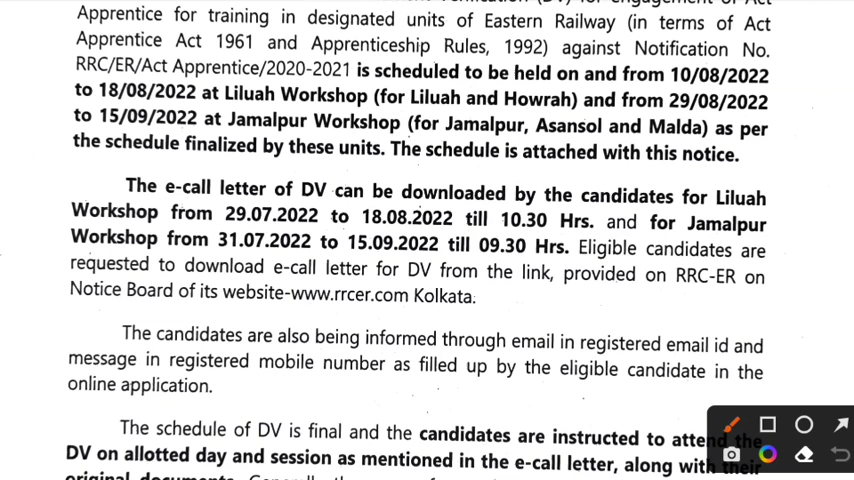 Apprentice for training in designated units of Eastern Railway (in terms of Act
Apprentice Act 1961 and Apprenticeship Rules, 1992) against Notification No.
RRC/ER/Act Apprentice/2020-2021 is scheduled to be held on and from 10/08/2022
to 18/08/2022 at Liluah Workshop (for Liluah and Howrah) and from 29/08/2022
to 15/09/2022 at Jamalpur Workshop (for Jamalpur, Asansol and Malda) as per
the schedule finalized by these units. The schedule is attached with this notice.
The e-call letter of DV can be downloaded by the candidates for Liluah
Workshop from 29.07.2022 to 18.08.2022 till 10.30 Hrs. and for Jamalpur
Workshop from 31.07.2022 to 15.09.2022 till 09.30 Hrs. Eligible candidates are
requested to download e-call letter for DV from the link, provided on RRC-ER on
Notice Board of its website-www.rrcer.com Kolkata.
The candidates are also being informed through email in registered email id and
message in registered mobile number as filled up by the eligible candidate in the
online application.
The schedule of DV is final and the candidates are instructed to attend the
DV on allotted day and session as mentioned in the e-call letter, along with their
original documents.